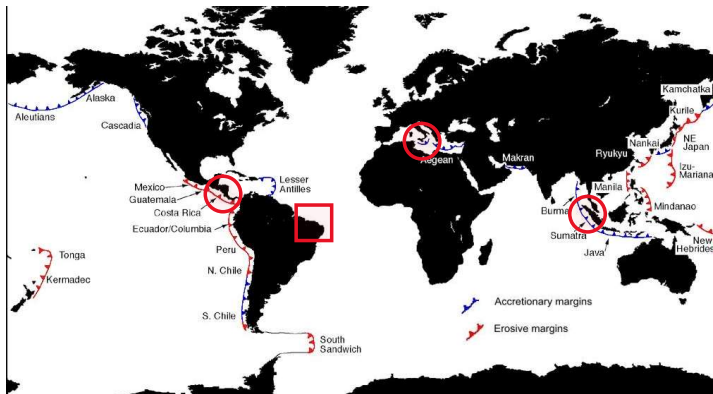 Aleutians
Alaska
Cascadia
Mexico
Guatemala
Costa Rica
Ecuador/Columbia
Lesser
Antilles
Peru
N. Chile
S. Chile
South
Sandwich
Tonga
Kermadec
Aegean
Makran
Burma
Sumatra
Java
Manila
Ryukyu
Nankai
Kamchatka
Kurile
NE
Japan
Izu-
Mariana
Mindanao
New
Hebrides
Accretionary margins
Erosive margins